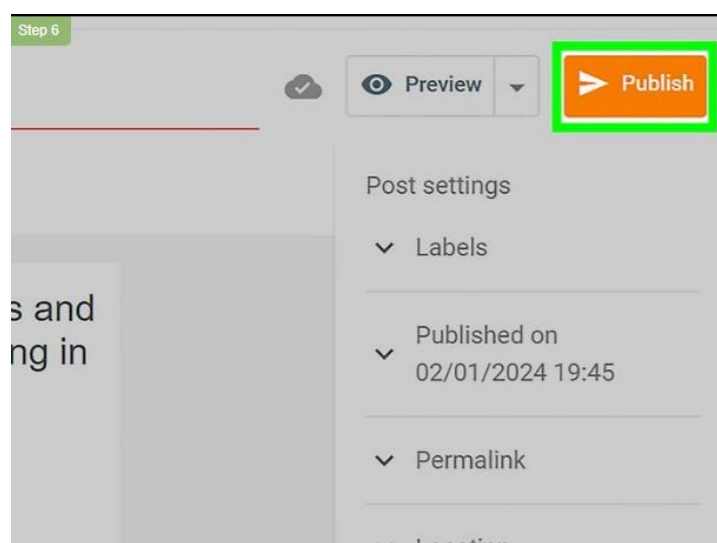 Step 6
Preview
Publish
Post settings
Labels
s and
ng in
Published on
02/01/2024 19:45
Permalink